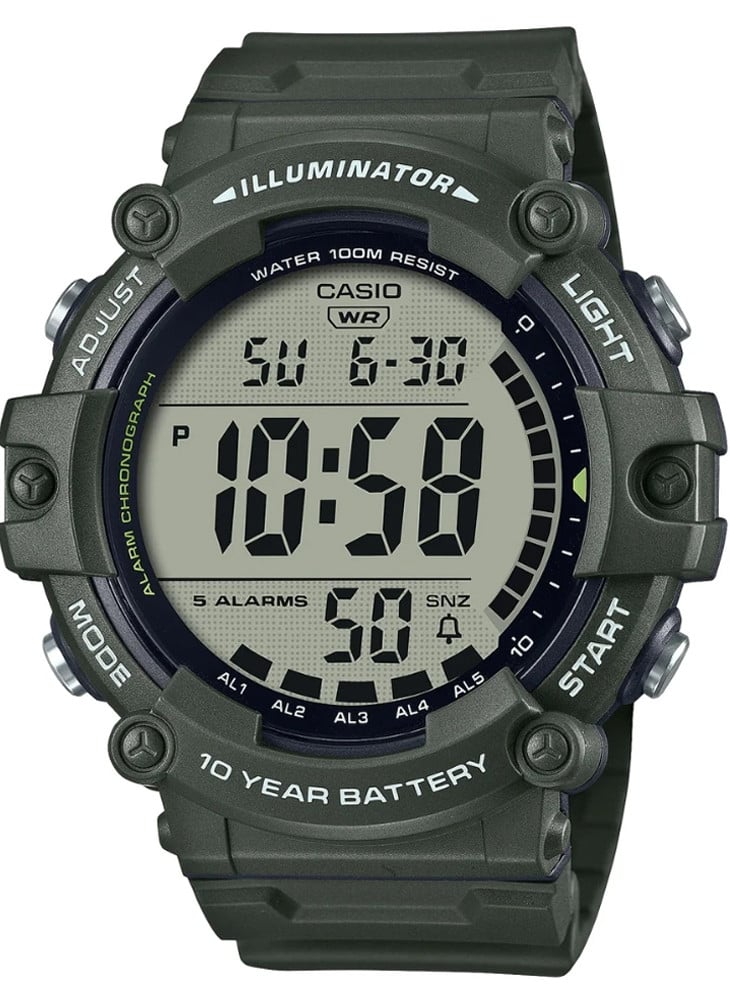 ILLUMINATOR
WATER 100M RESIST
ADJUST
LIGHT
CASIO
WR
SU 6-30
0
ALARM CHRONOGRAPH
P 10:58
5 ALARMS 50 SNZ
10
MODE
START
AL1 AL2 AL3 AL4 AL5
10 YEAR BATTERY